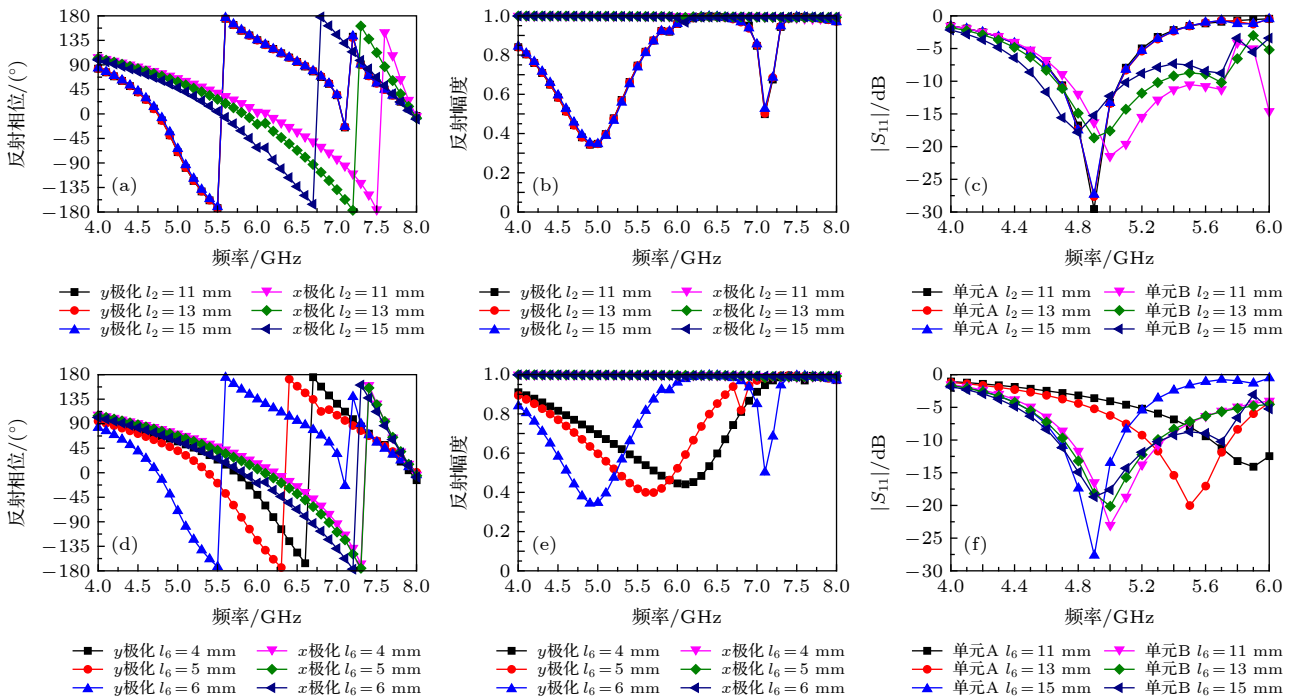 180
135
90
45
0
−45
−90
−135
−180
反射相位/(°)
(a)
4.0 4.5 5.0 5.5 6.0 6.5 7.0 7.5 8.0
频率/GHz
y极化 l₂=11 mm x极化 l₂=11 mm
y极化 l₂=13 mm x极化 l₂=13 mm
y极化 l₂=15 mm x极化 l₂=15 mm
1.0
0.8
0.6
0.4
0.2
0
反射幅度
(b)
4.0 4.5 5.0 5.5 6.0 6.5 7.0 7.5 8.0
频率/GHz
y极化 l₂=11 mm x极化 l₂=11 mm
y极化 l₂=13 mm x极化 l₂=13 mm
y极化 l₂=15 mm x极化 l₂=15 mm
0
−5
−10
−15
−20
−25
−30
|S₁₁|/dB
(c)
4.0 4.4 4.8 5.2 5.6 6.0
频率/GHz
单元A l₂=11 mm 单元B l₂=11 mm
单元A l₂=13 mm 单元B l₂=13 mm
单元A l₂=15 mm 单元B l₂=15 mm
180
135
90
45
0
−45
−90
−135
−180
反射相位/(°)
(d)
4.0 4.5 5.0 5.5 6.0 6.5 7.0 7.5 8.0
频率/GHz
y极化 l₆=4 mm x极化 l₆=4 mm
y极化 l₆=5 mm x极化 l₆=5 mm
y极化 l₆=6 mm x极化 l₆=6 mm
1.0
0.8
0.6
0.4
0.2
0
反射幅度
(e)
4.0 4.5 5.0 5.5 6.0 6.5 7.0 7.5 8.0
频率/GHz
y极化 l₆=4 mm x极化 l₆=4 mm
y极化 l₆=5 mm x极化 l₆=5 mm
y极化 l₆=6 mm x极化 l₆=6 mm
0
−5
−10
−15
−20
−25
−30
|S₁₁|/dB
(f)
4.0 4.4 4.8 5.2 5.6 6.0
频率/GHz
单元A l₆=11 mm 单元B l₆=11 mm
单元A l₆=13 mm 单元B l₆=13 mm
单元A l₆=15 mm 单元B l₆=15 mm